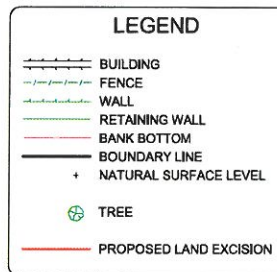 LEGEND
BUILDING
FENCE
WALL
RETAINING WALL
BANK BOTTOM
BOUNDARY LINE
NATURAL SURFACE LEVEL
TREE
PROPOSED LAND EXCISION